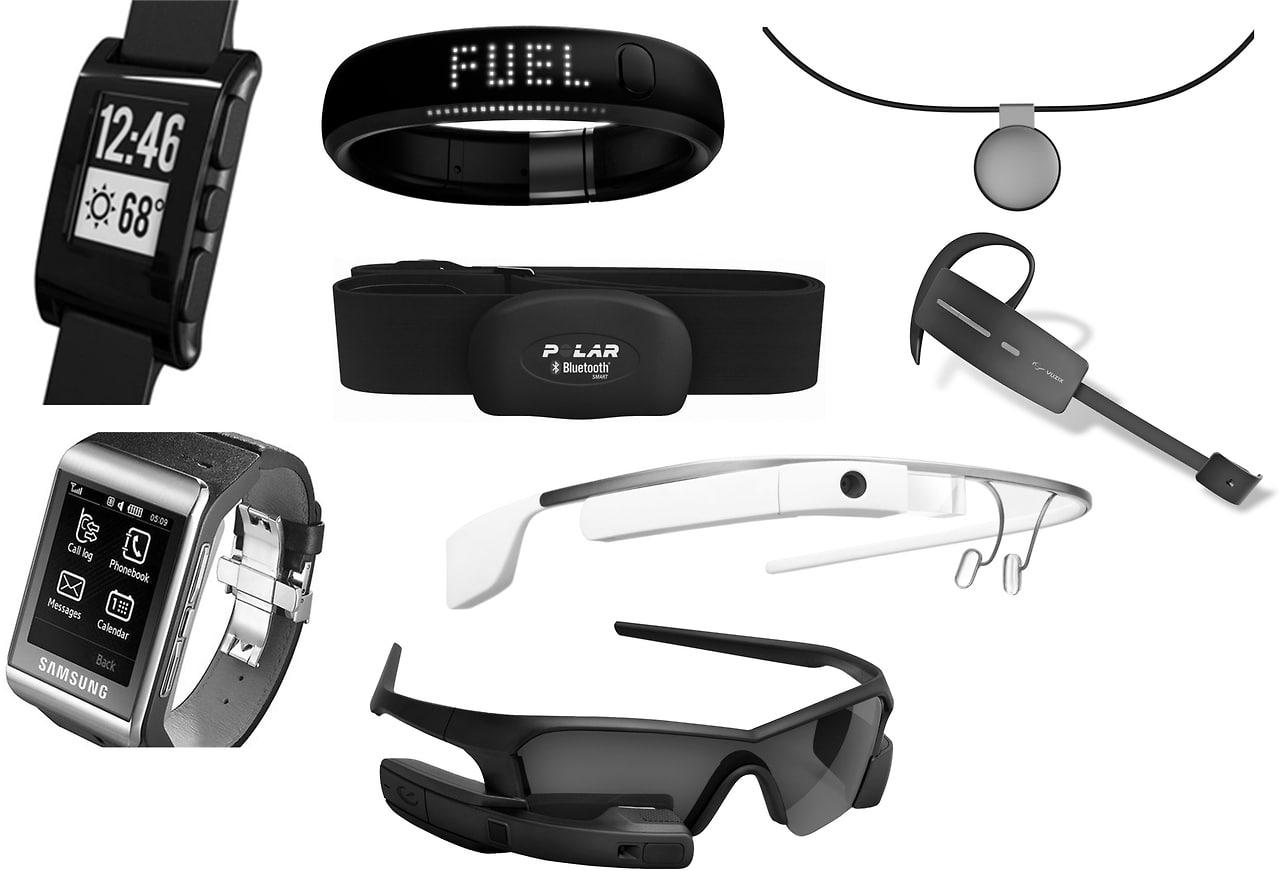 12:46
68°
FUEL
POLAR
Bluetooth®
SMART
VUZIX
05:09
Call log
Phonebook
Messages
Calendar
Back
SAMSUNG